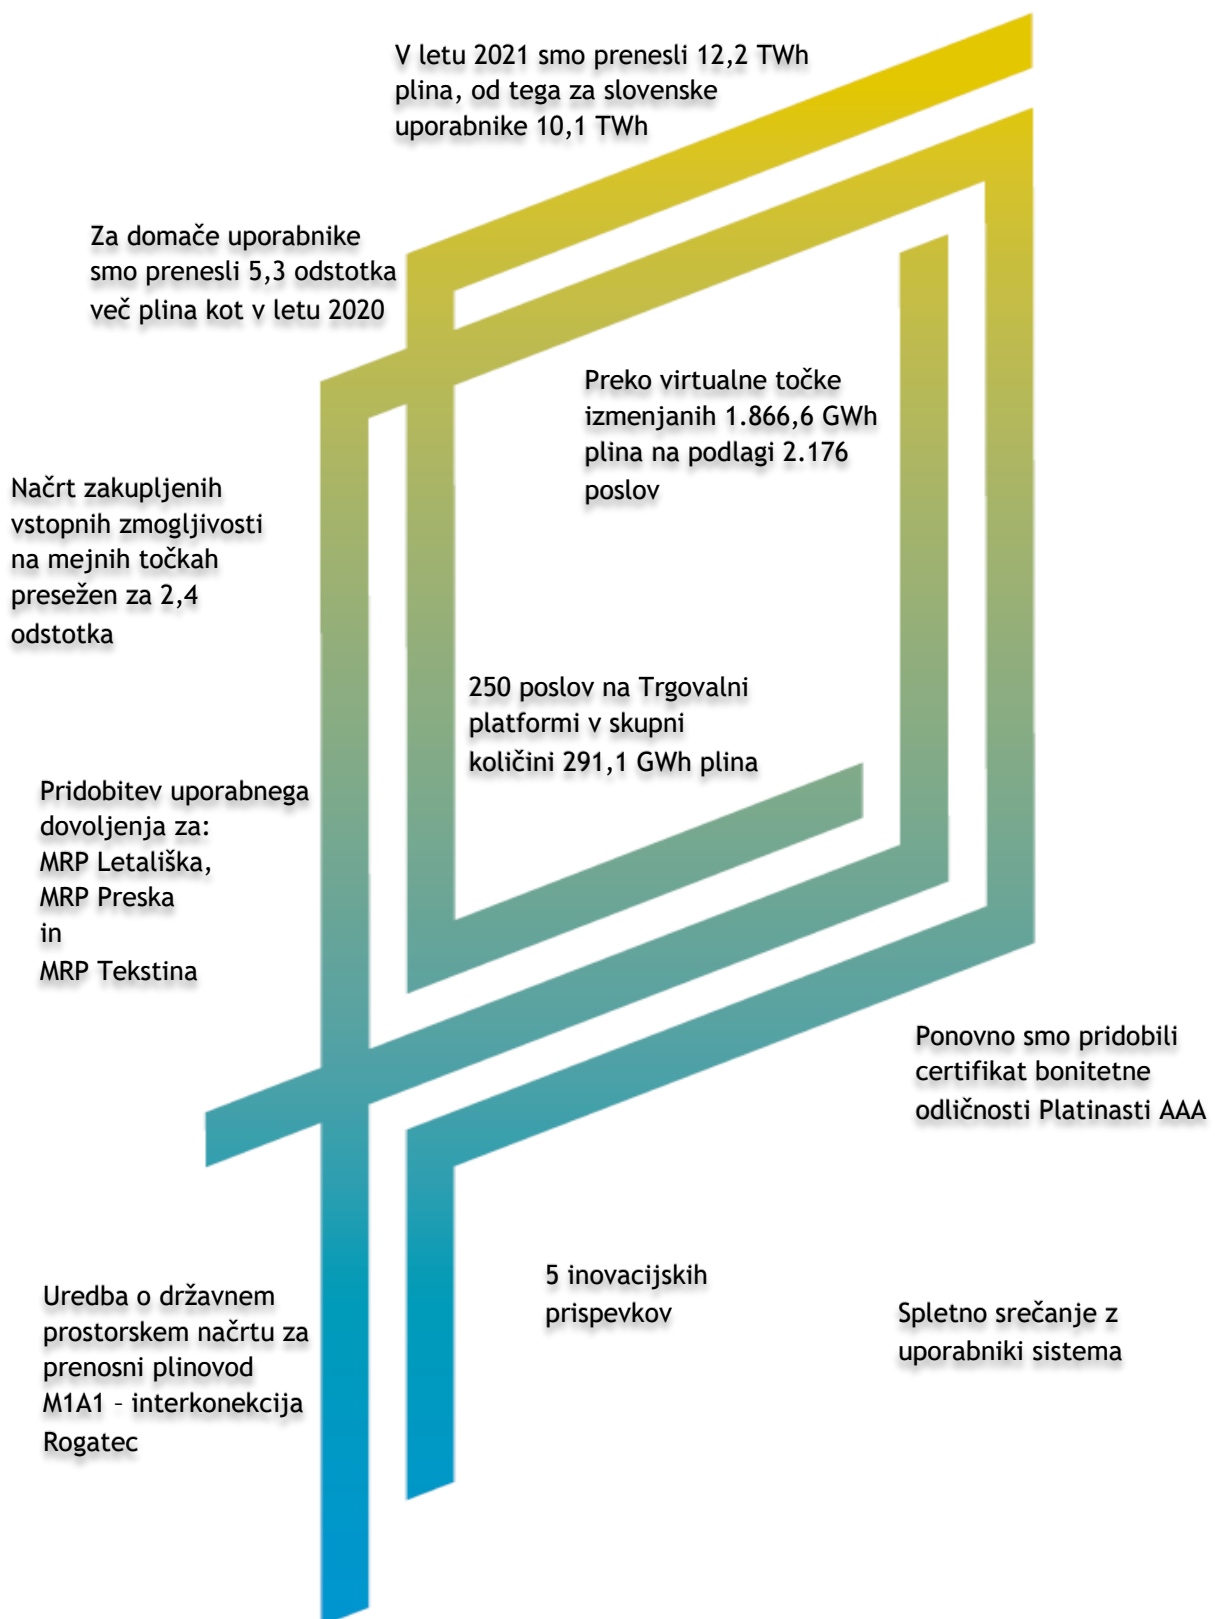 V letu 2021 smo prenesli 12,2 TWh
plina, od tega za slovenske
uporabnike 10,1 TWh
Za domače uporabnike
smo prenesli 5,3 odstotka
več plina kot v letu 2020
Preko virtualne točke
izmenjanih 1.866,6 GWh
plina na podlagi 2.176
poslov
Načrt zakupljenih
vstopnih zmogljivosti
na mejnih točkah
presežen za 2,4
odstotka
250 poslov na Trgovalni
platformi v skupni
količini 291,1 GWh plina
Pridobitev uporabnega
dovoljenja za:
MRP Letališka,
MRP Preska
in
MRP Tekstina
Ponovno smo pridobili
certifikat bonitetne
odličnosti Platinasti AAA
5 inovacijskih
prispevkov
Uredba o državnem
prostorskem načrtu za
prenosni plinovod
M1A1 – interkonekcija
Rogatec
Spletno srečanje z
uporabniki sistema